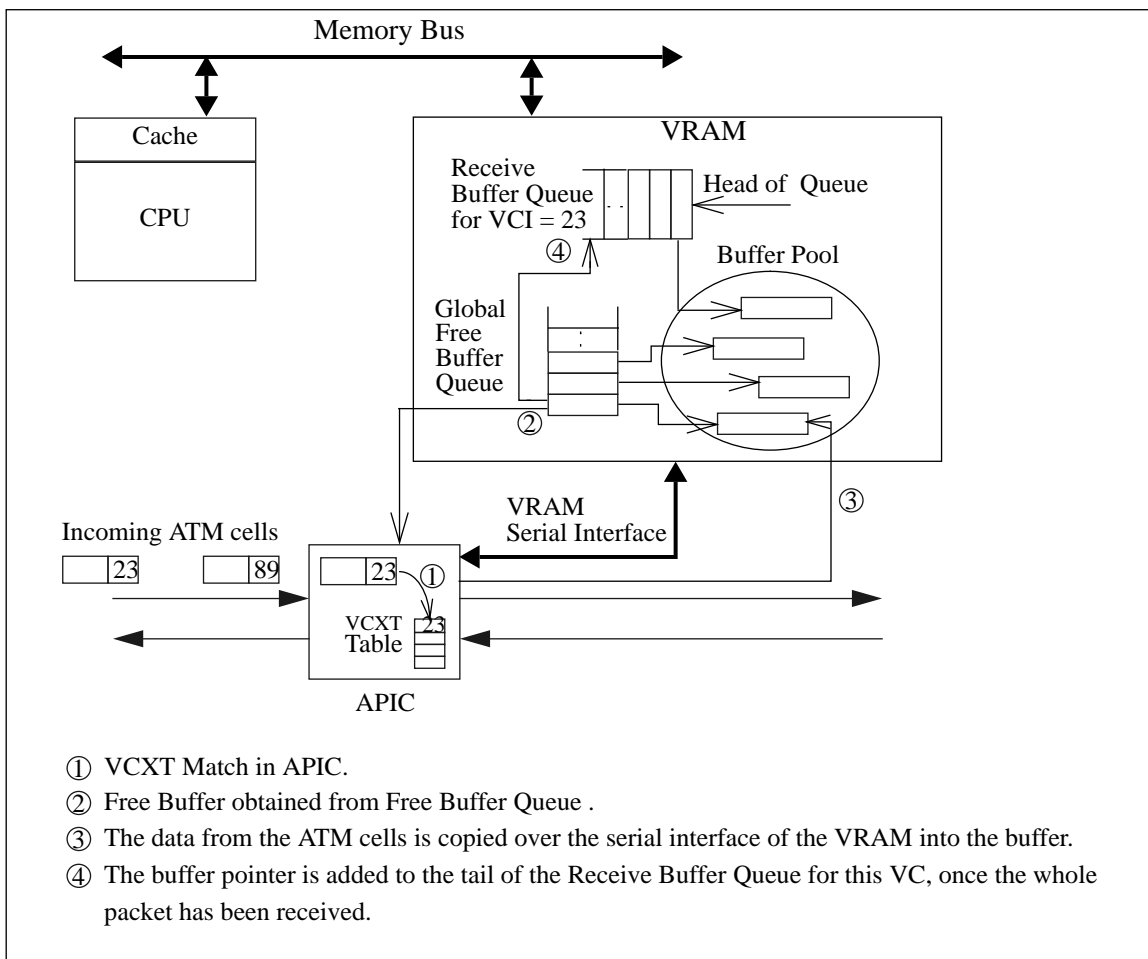 Memory Bus
Cache
CPU
VRAM
Receive
Buffer Queue
for VCI = 23
Head of Queue
④
Buffer Pool
Global
Free
Buffer
Queue
②
③
VRAM
Serial Interface
Incoming ATM cells
23
89
23
①
VCXT
Table
23
APIC
① VCXT Match in APIC.
② Free Buffer obtained from Free Buffer Queue .
③ The data from the ATM cells is copied over the serial interface of the VRAM into the buffer.
④ The buffer pointer is added to the tail of the Receive Buffer Queue for this VC, once the whole
packet has been received.